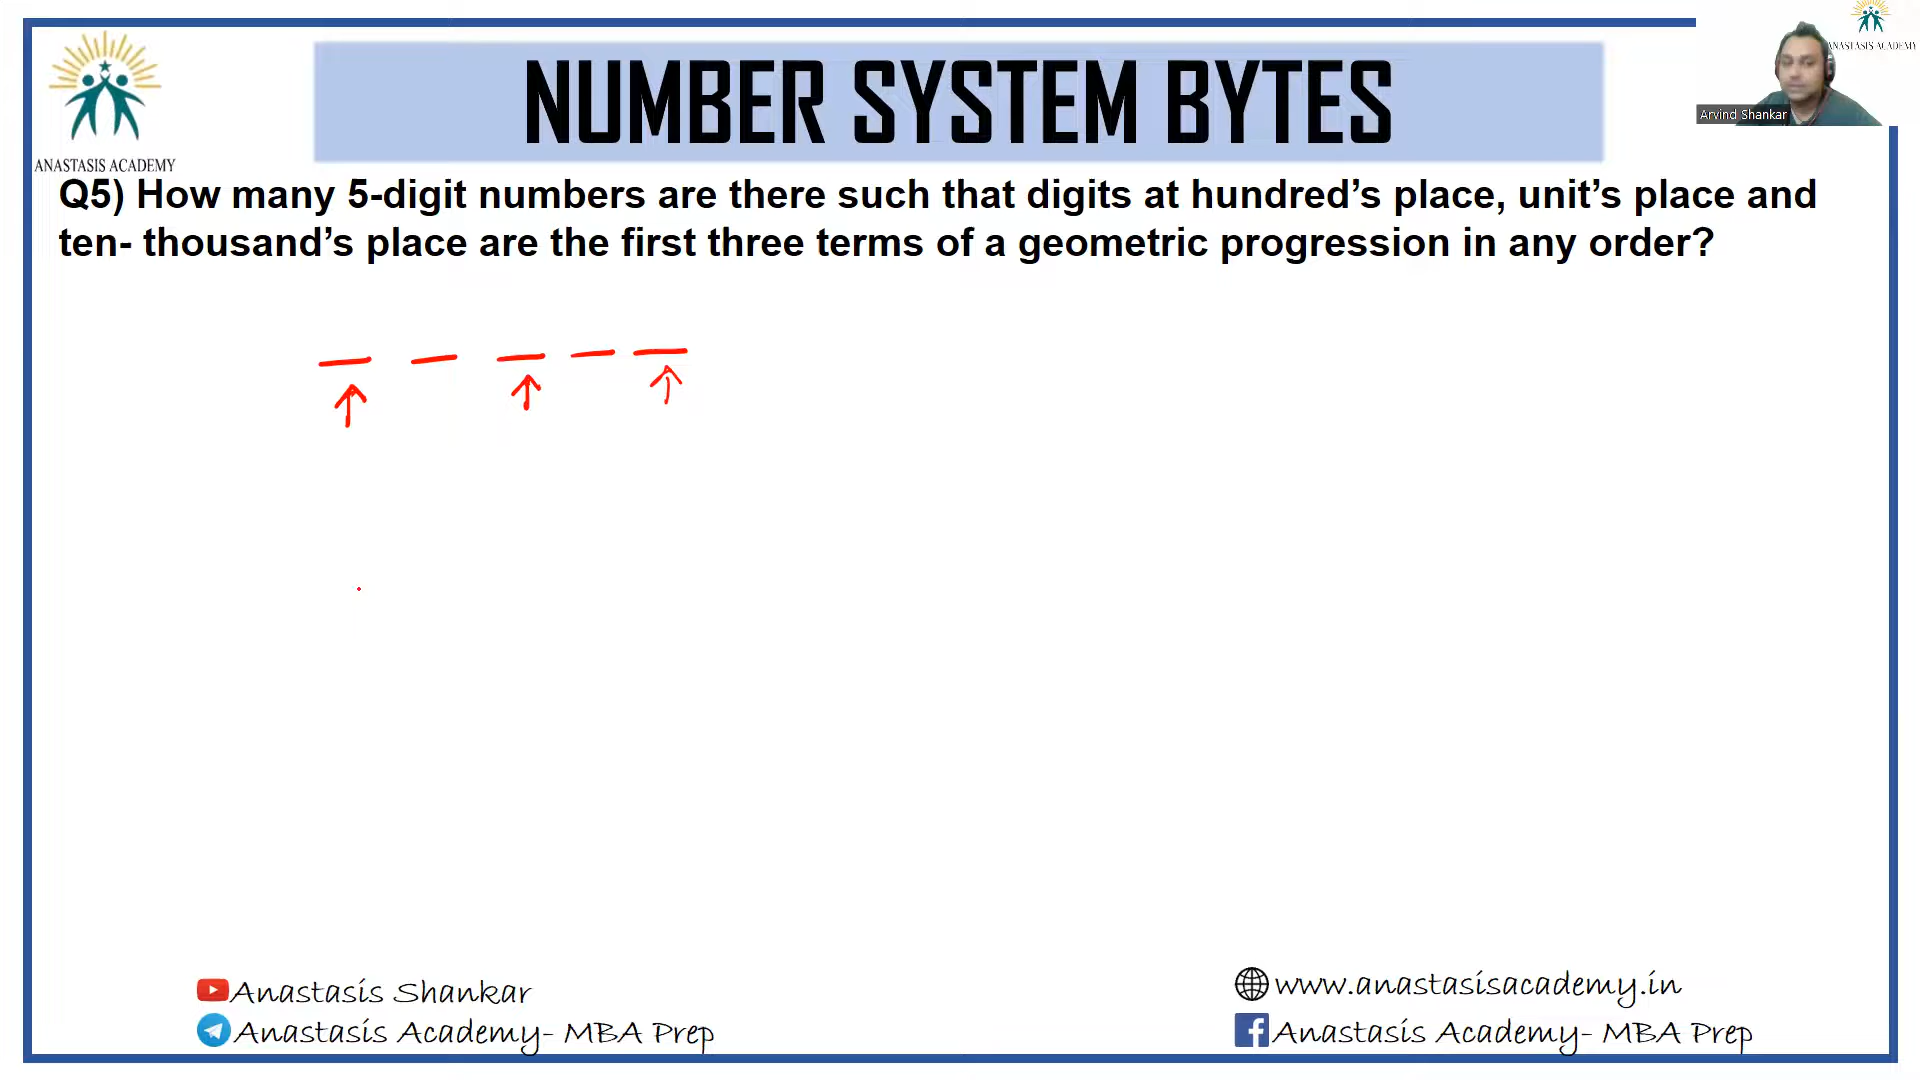 NUMBER SYSTEM BYTES
ANASTASIS ACADEMY
Arvind Shankar
ANASTASIS ACADEMY
Q5) How many 5-digit numbers are there such that digits at hundred’s place, unit’s place and
ten- thousand’s place are the first three terms of a geometric progression in any order?
Anastasis Shankar
www.anastasisacademy.in
Anastasis Academy- MBA Prep
Anastasis Academy- MBA Prep